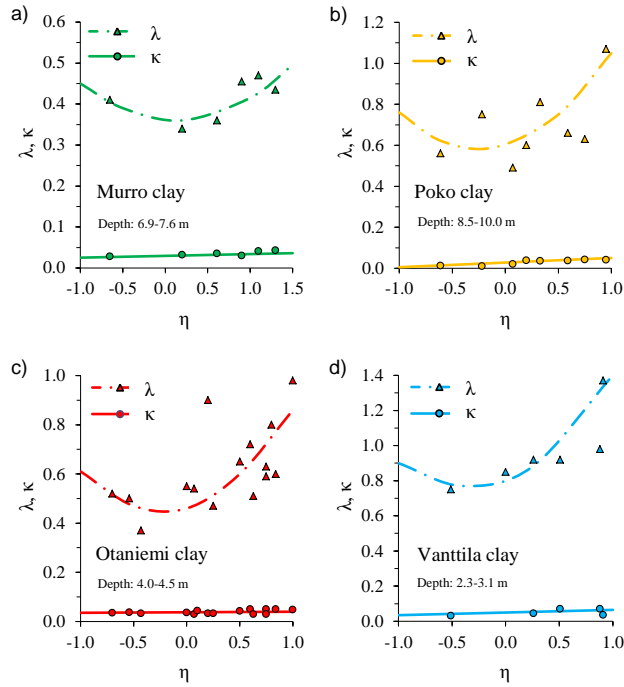 a)
0.6
0.5
0.4
0.3
0.2
0.1
0.0
λ, κ
λ
κ
Murro clay
Depth: 6.9-7.6 m
-1.0 -0.5 0.0 0.5 1.0 1.5
η
b)
1.2
1.0
0.8
0.6
0.4
0.2
0.0
λ
κ
Poko clay
Depth: 8.5-10.0 m
-1.0 -0.5 0.0 0.5 1.0
η
c)
1.0
0.8
0.6
0.4
0.2
0.0
λ, κ
λ
κ
Otaniemi clay
Depth: 4.0-4.5 m
-1.0 -0.5 0.0 0.5 1.0
η
d)
1.4
1.2
1.0
0.8
0.6
0.4
0.2
0.0
λ
κ
Vanttila clay
Depth: 2.3-3.1 m
-1.0 -0.5 0.0 0.5 1.0
η